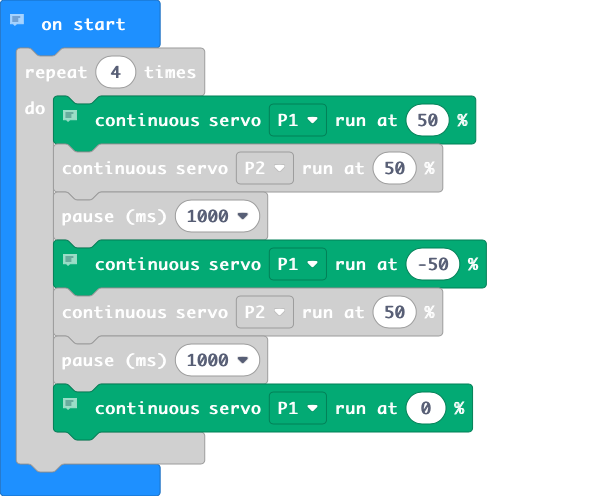 on start
repeat 4 times
do
continuous servo P1 run at 50 %
continuous servo P2 run at 50 %
pause (ms) 1000
continuous servo P1 run at -50 %
continuous servo P2 run at 50 %
pause (ms) 1000
continuous servo P1 run at 0 %